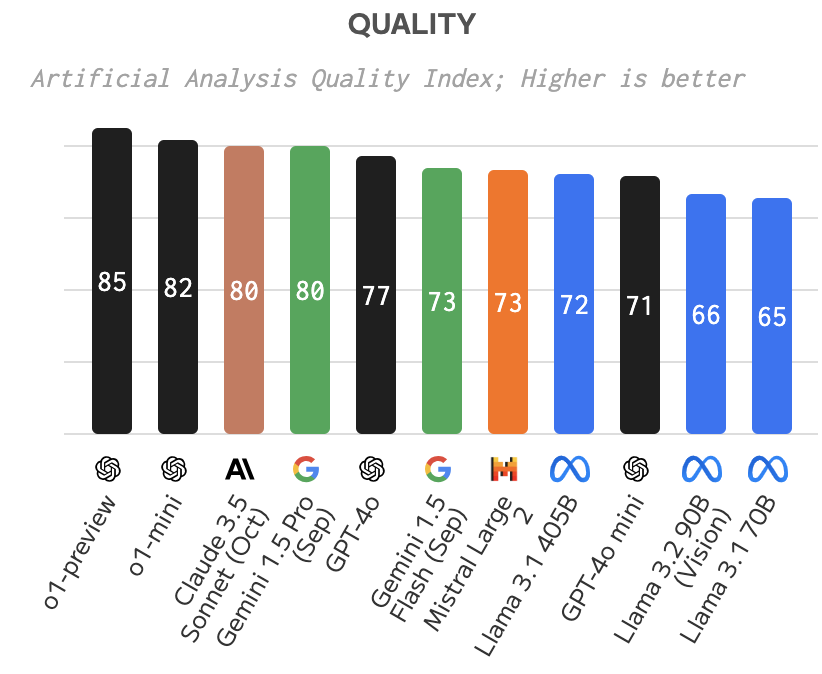 QUALITY
Artificial Analysis Quality Index; Higher is better
85
82
80
80
77
73
73
72
71
66
65
o1-preview
o1-mini
Claude 3.5
Sonnet (Oct)
Gemini 1.5 Pro
(Sep)
GPT-4o
Gemini 1.5
Flash (Sep)
Mistral Large
2
Llama 3.1 405B
GPT-4o mini
Llama 3.2 90B
(Vision)
Llama 3.1 70B